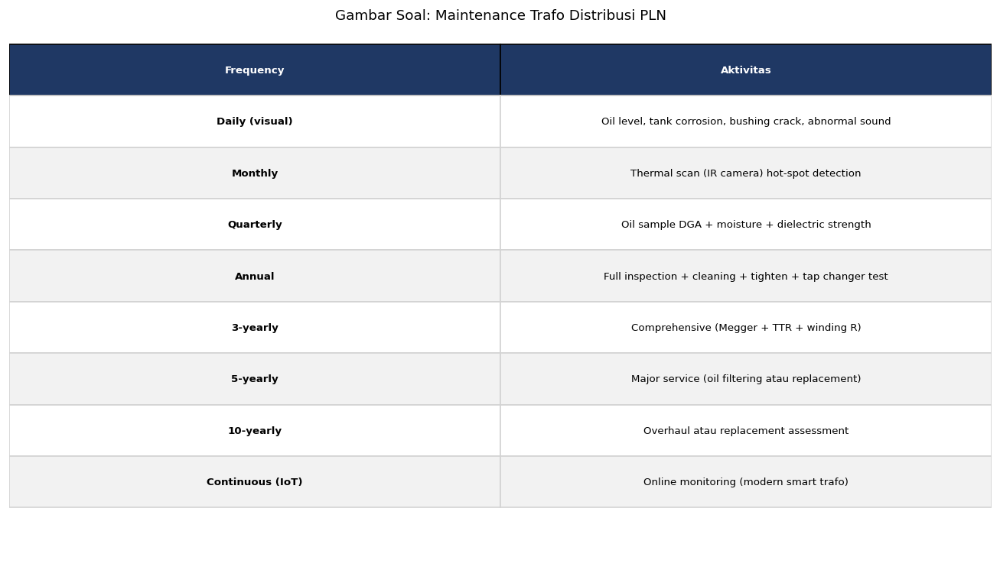 Gambar Soal: Maintenance Trafo Distribusi PLN
Frequency Aktivitas
Daily (visual) Oil level, tank corrosion, bushing crack, abnormal sound
Monthly Thermal scan (IR camera) hot-spot detection
Quarterly Oil sample DGA + moisture + dielectric strength
Annual Full inspection + cleaning + tighten + tap changer test
3-yearly Comprehensive (Megger + TTR + winding R)
5-yearly Major service (oil filtering atau replacement)
10-yearly Overhaul atau replacement assessment
Continuous (IoT) Online monitoring (modern smart trafo)